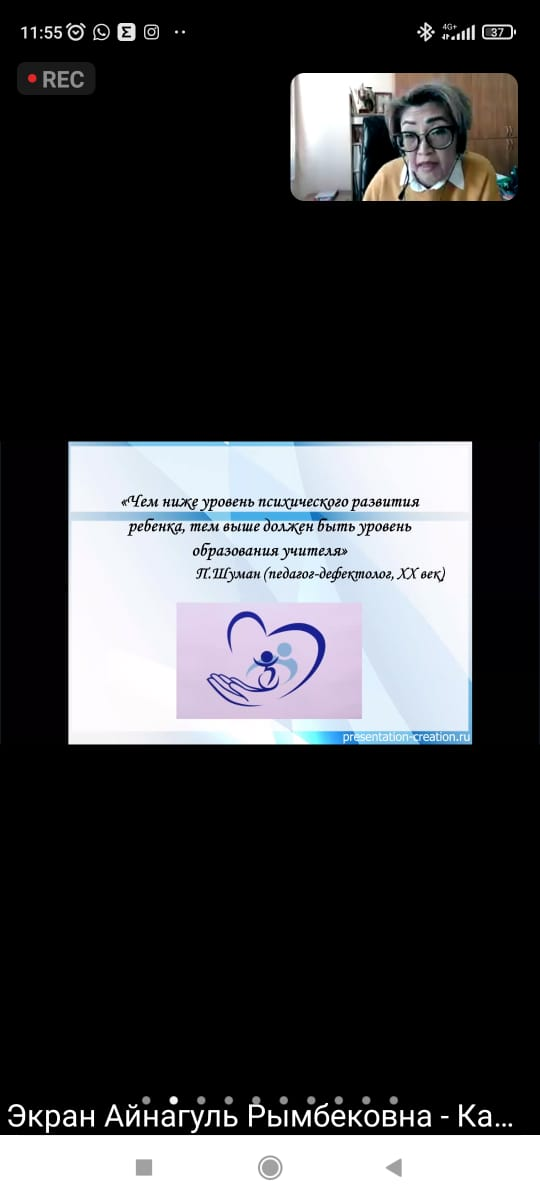 11:55
4G+
37
REC
«Чем ниже уровень психического развития
ребенка, тем выше должен быть уровень
образования учителя»
П.Шуман (педагог-дефектолог, XX век)
presentation-creation.ru
Экран Айнагуль Рымбековна - Ка...